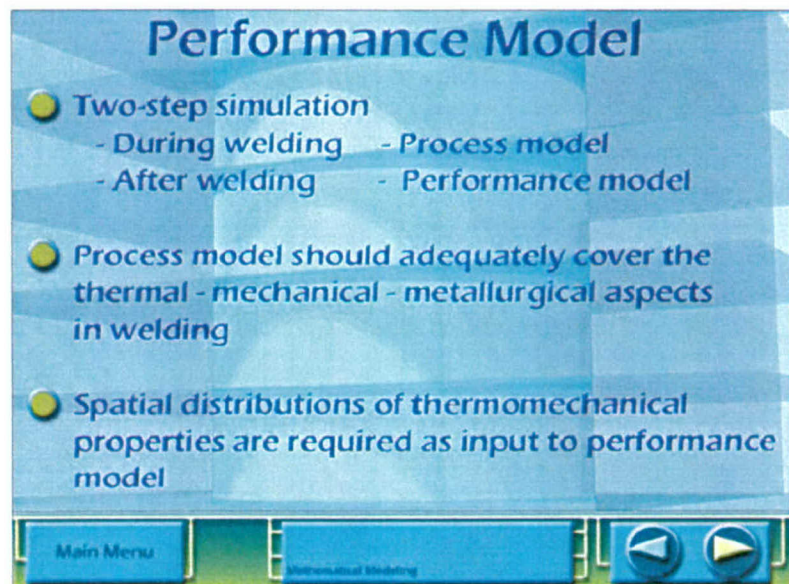 Performance Model
Two-step simulation
- During welding - Process model
- After welding - Performance model
Process model should adequately cover the
thermal - mechanical - metallurgical aspects
in welding
Spatial distributions of thermomechanical
properties are required as input to performance
model
Main Menu
Mathematical Modeling